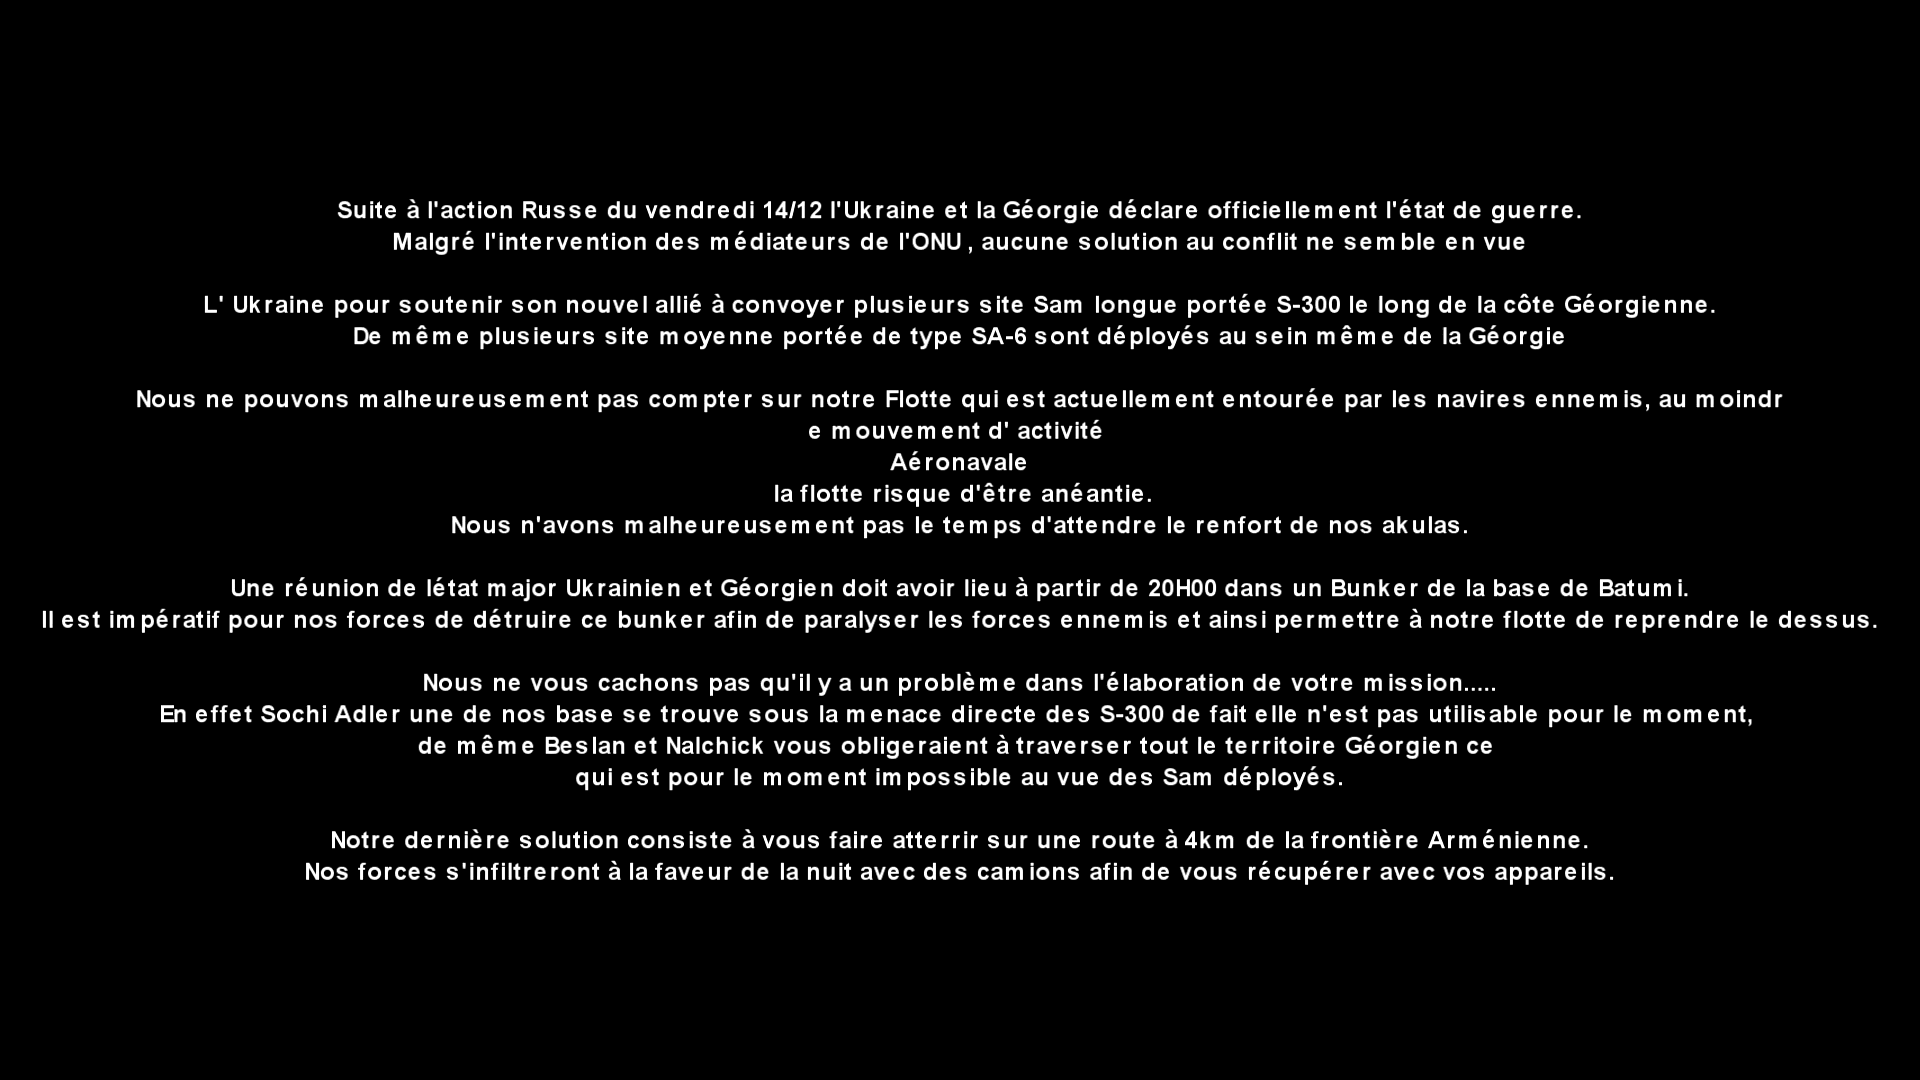 Suite à l'action Russe du vendredi 14/12 l'Ukraine et la Géorgie déclare officiellement l'état de guerre.
Malgré l'intervention des médiateurs de l'ONU, aucune solution au conflit ne semble en vue
L' Ukraine pour soutenir son nouvel allié à convoyer plusieurs site Sam longue portée S-300 le long de la côte Géorgienne.
De même plusieurs site moyenne portée de type SA-6 sont déployés au sein même de la Géorgie
Nous ne pouvons malheureusement pas compter sur notre Flotte qui est actuellement entourée par les navires ennemis, au moindr
e mouvement d' activité
Aéronavale
la flotte risque d'être anéantie.
Nous n'avons malheureusement pas le temps d'attendre le renfort de nos akulas.
Une réunion de létat major Ukrainien et Géorgien doit avoir lieu à partir de 20H00 dans un Bunker de la base de Batumi.
Il est impératif pour nos forces de détruire ce bunker afin de paralyser les forces ennemis et ainsi permettre à notre flotte de reprendre le dessus.
Nous ne vous cachons pas qu'il y a un problème dans l'élaboration de votre mission.....
En effet Sochi Adler une de nos base se trouve sous la menace directe des S-300 de fait elle n'est pas utilisable pour le moment,
de même Beslan et Nalchick vous obligeraient à traverser tout le territoire Géorgien ce
qui est pour le moment impossible au vue des Sam déployés.
Notre dernière solution consiste à vous faire atterrir sur une route à 4km de la frontière Arménienne.
Nos forces s'infiltreront à la faveur de la nuit avec des camions afin de vous récupérer avec vos appareils.